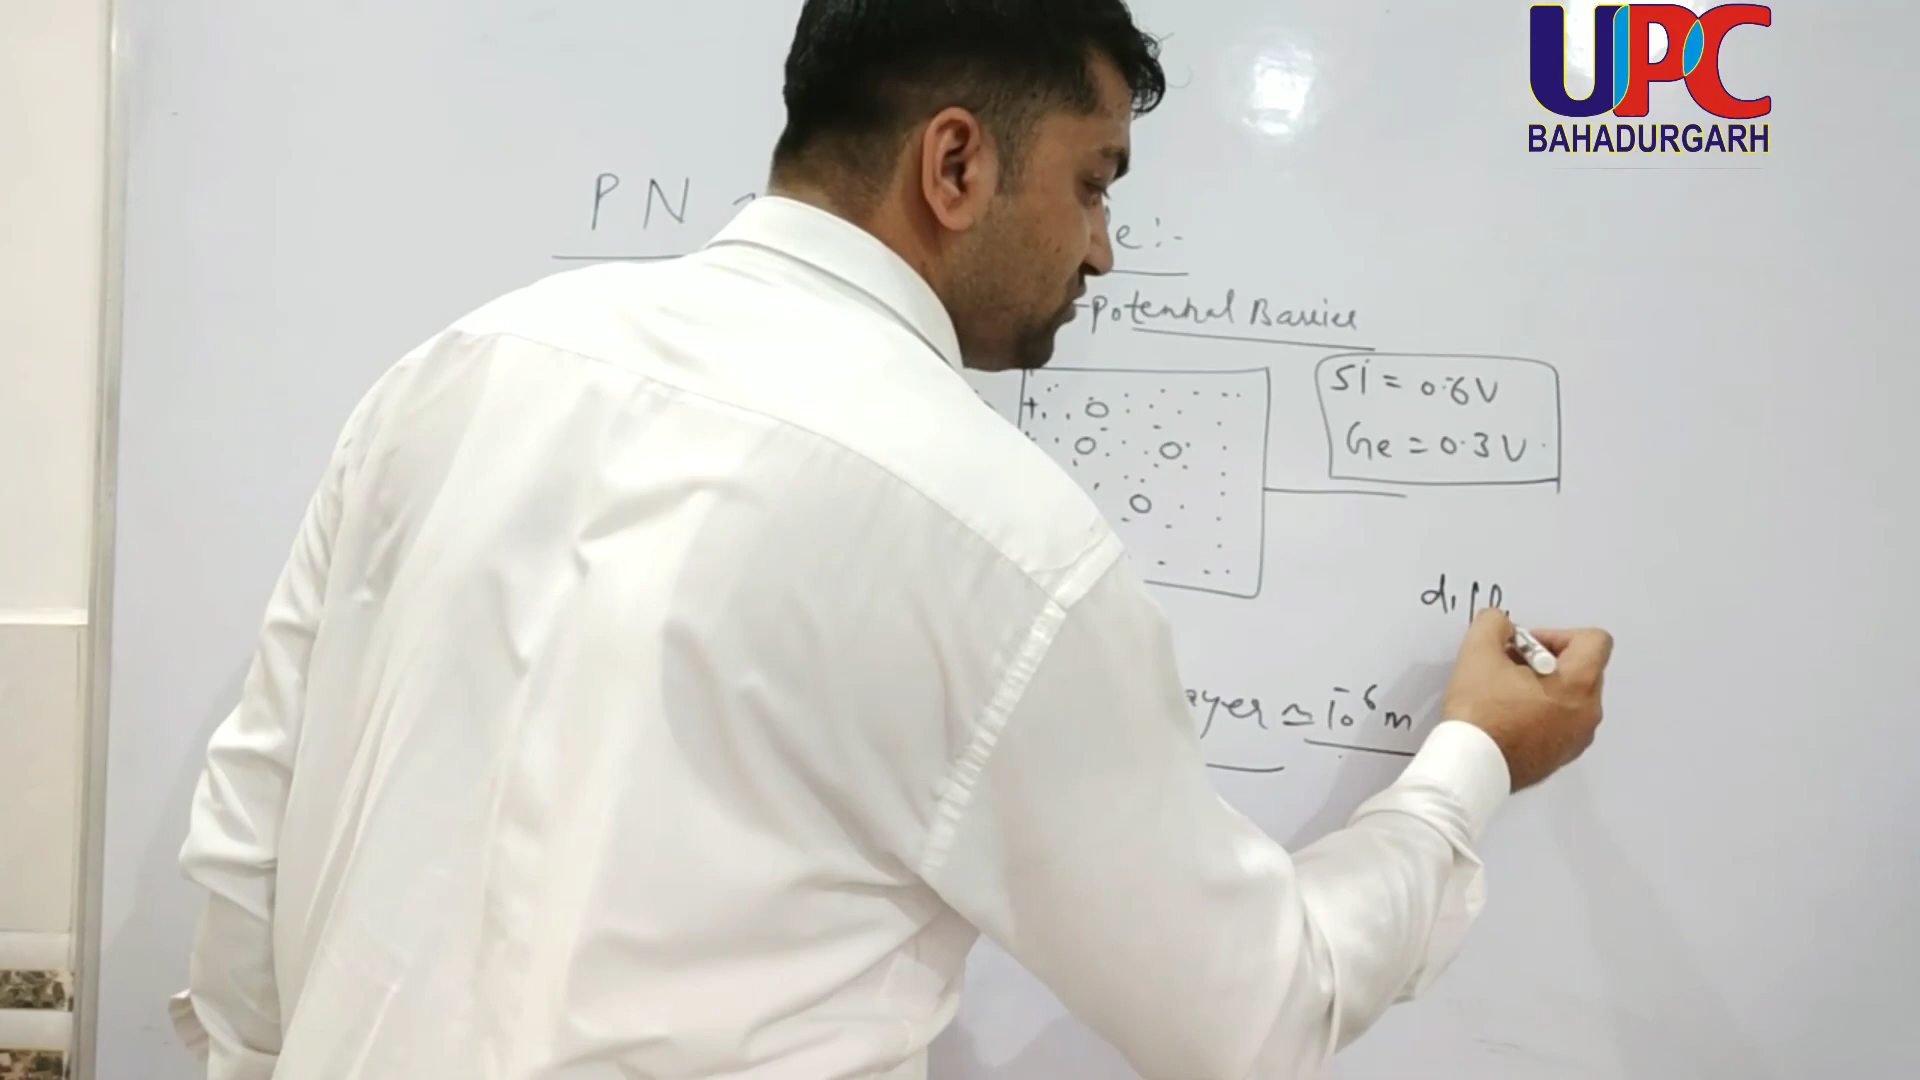 UPC
BAHADURGARH
PN
e:-
potential Barrier
Si = 0.6V
Ge = 0.3V
diff
ayer ≃ 10⁻⁶m